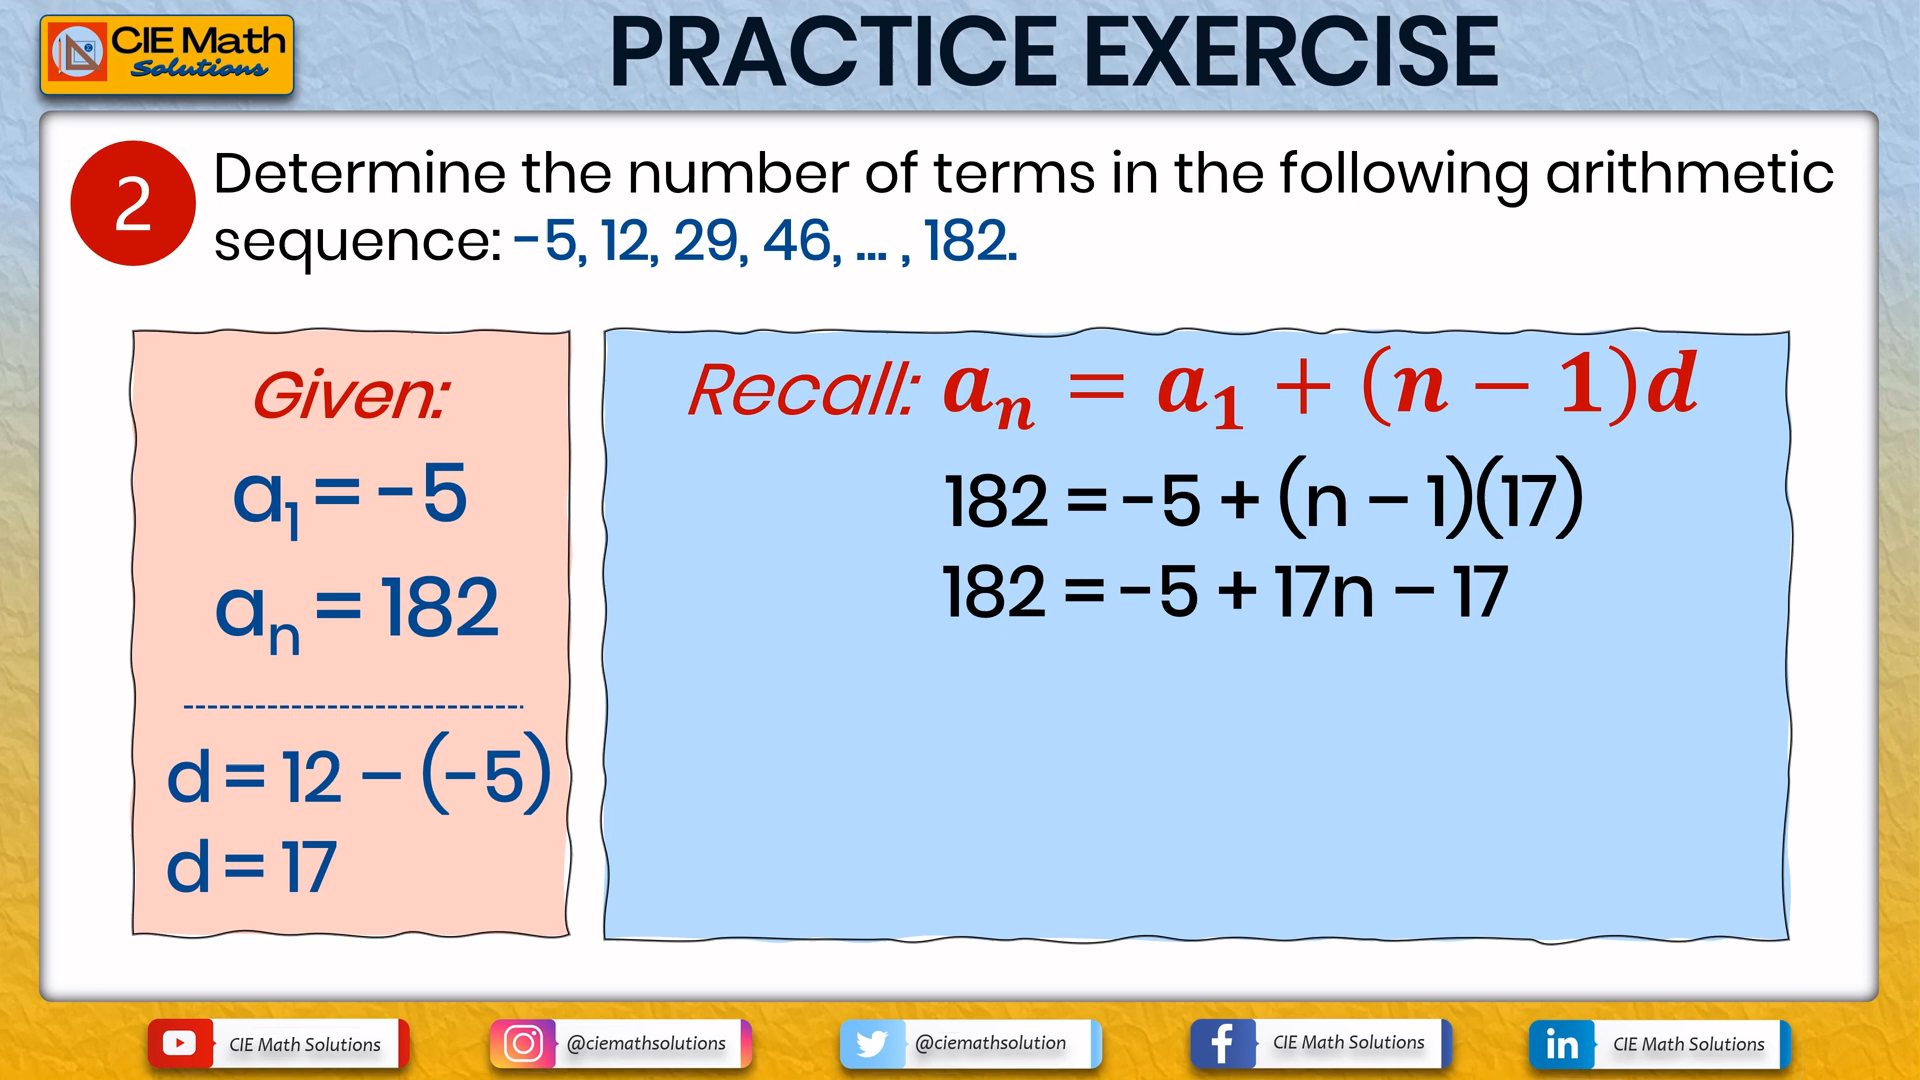 CIE Math
Solutions
PRACTICE EXERCISE
2
Determine the number of terms in the following arithmetic
sequence: -5, 12, 29, 46, ... , 182.
Given:
a₁ = -5
aₙ = 182
d = 12 – (-5)
d = 17
Recall: aₙ = a₁ + (n − 1)d
182 = -5 + (n – 1)(17)
182 = -5 + 17n – 17
CIE Math Solutions
@ciemathsolutions
@ciemathsolution
CIE Math Solutions
in CIE Math Solutions